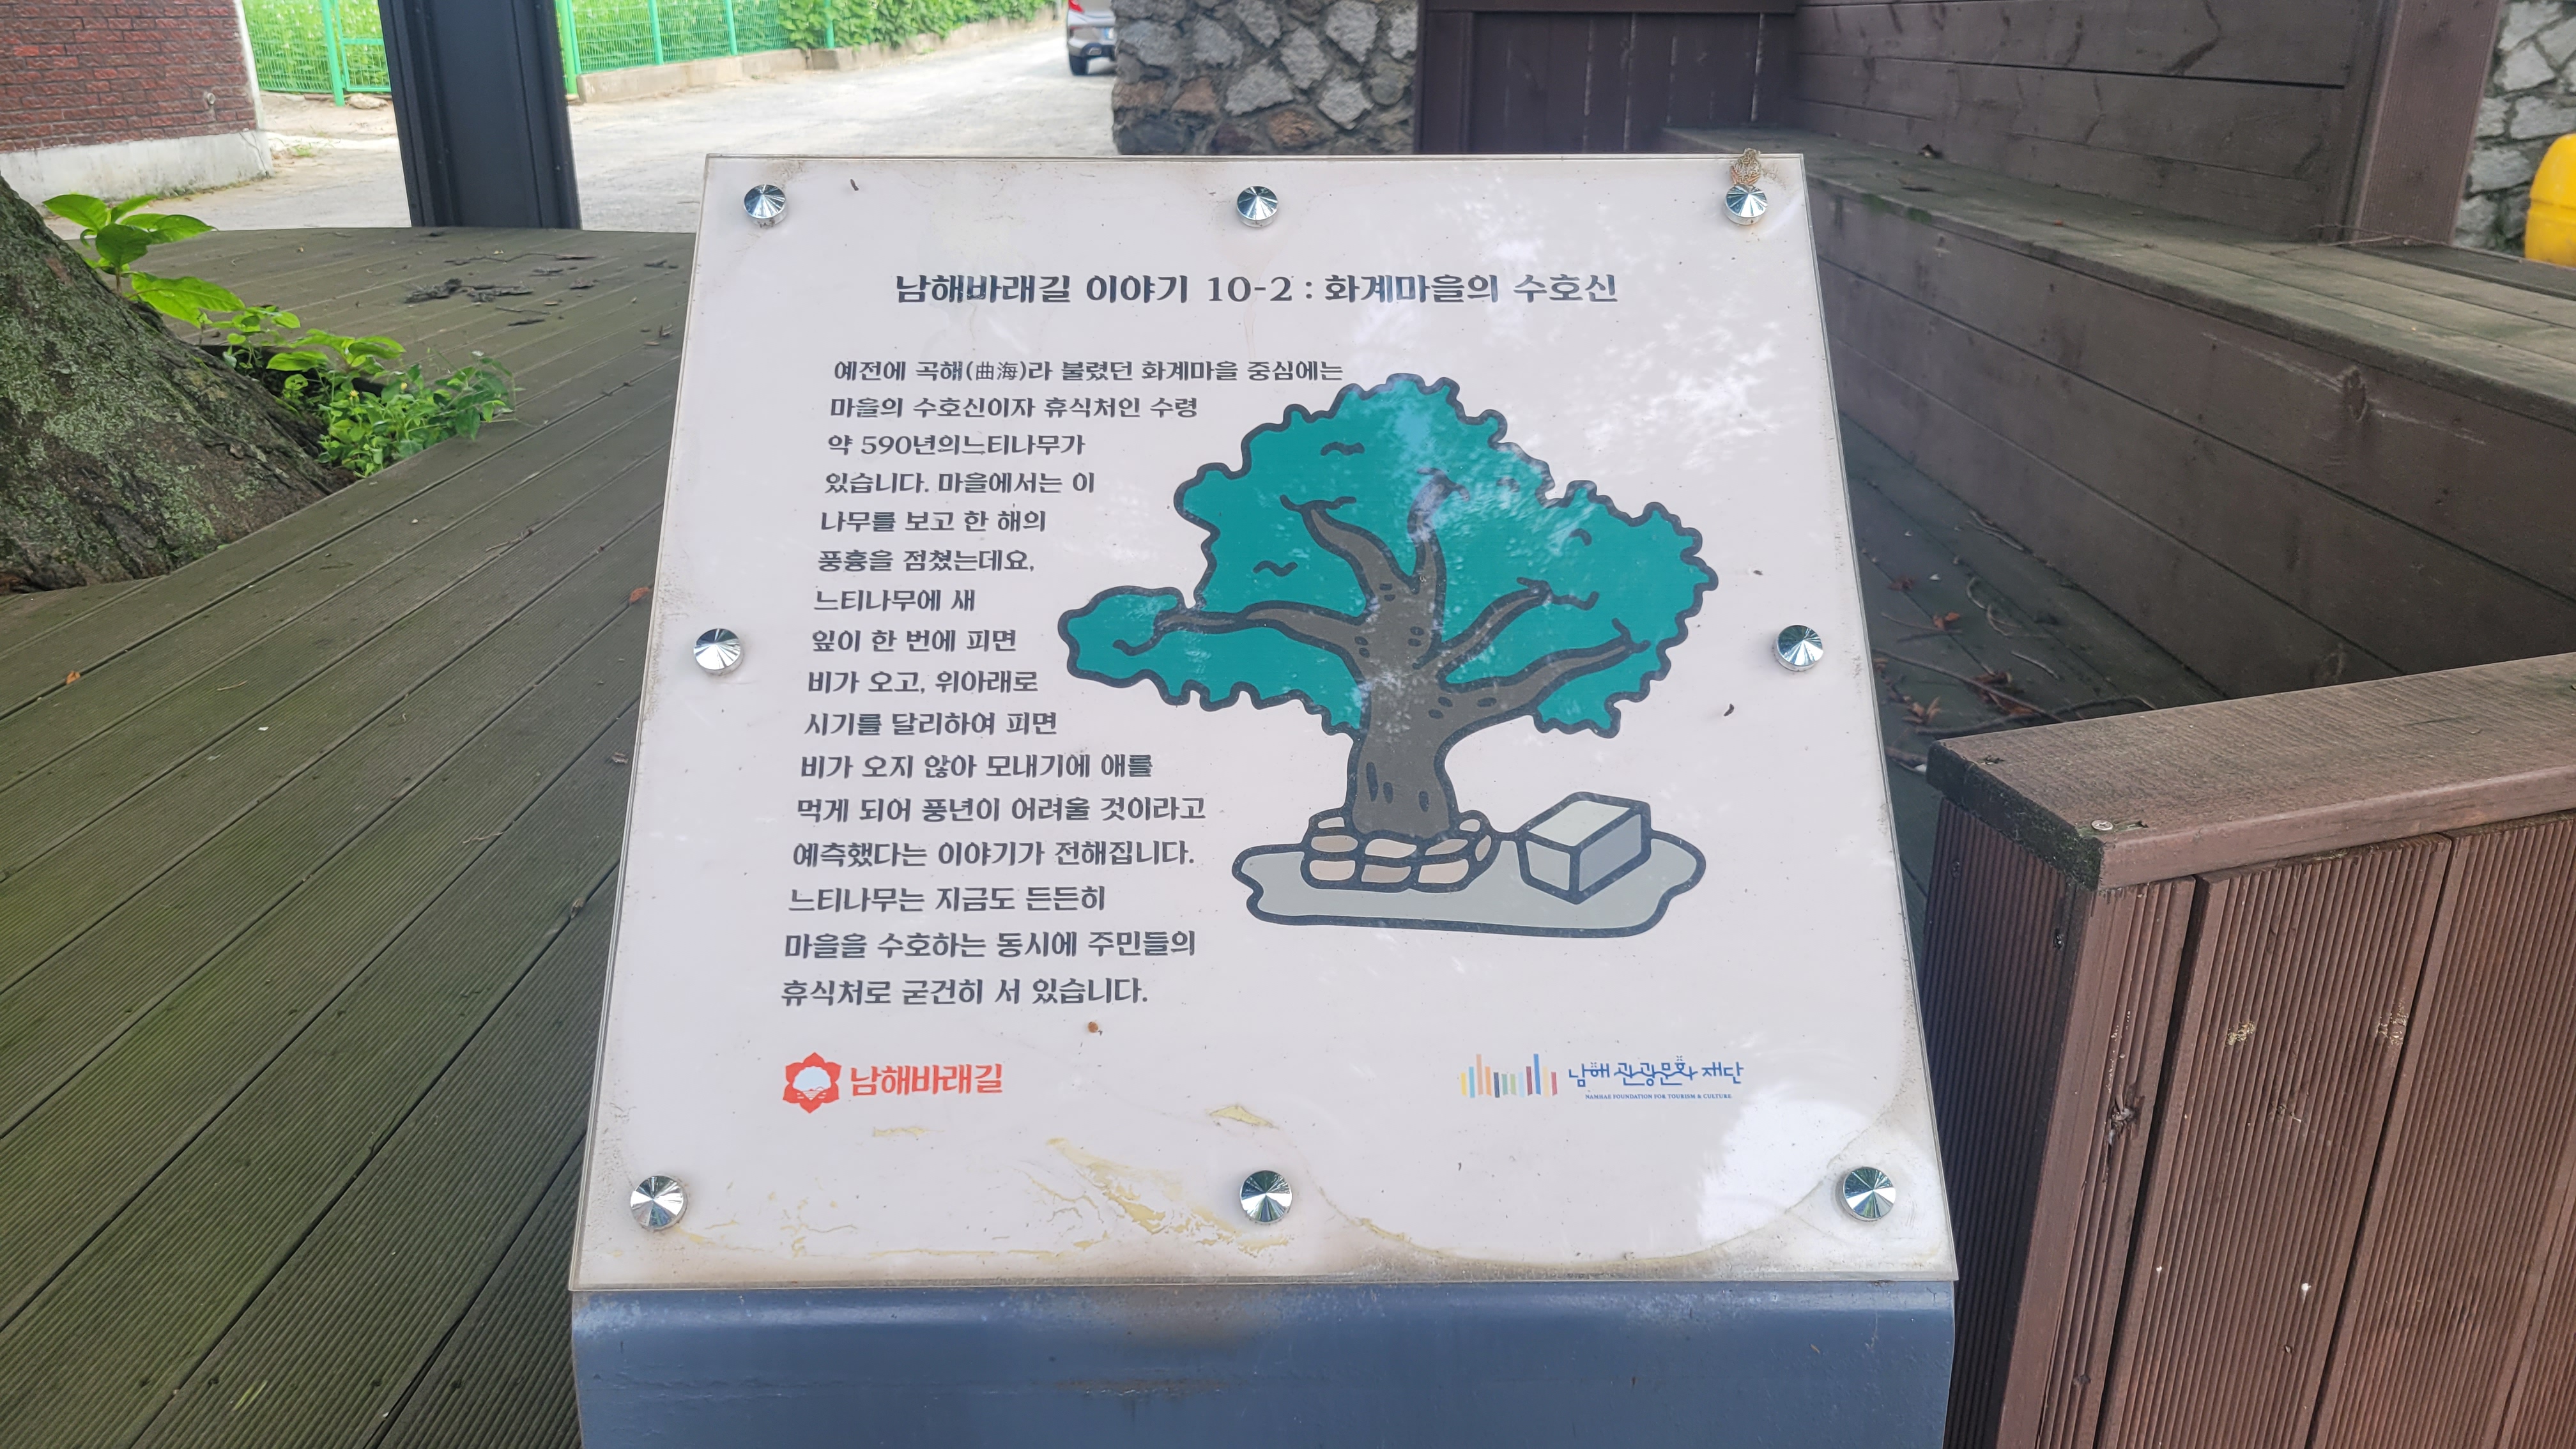 남해바래길 이야기 10-2 : 화계마을의 수호신
예전에 곡해(曲海)라 불렸던 화계마을 중심에는
마을의 수호신이자 휴식처인 수령
약 590년의느티나무가
있습니다. 마을에서는 이
나무를 보고 한 해의
풍흉을 점쳤는데요,
느티나무에 새
잎이 한 번에 피면
비가 오고, 위아래로
시기를 달리하여 피면
비가 오지 않아 모내기에 애를
먹게 되어 풍년이 어려울 것이라고
예측했다는 이야기가 전해집니다.
느티나무는 지금도 든든히
마을을 수호하는 동시에 주민들의
휴식처로 굳건히 서 있습니다.
남해바래길
남해관광문화재단
NAMHAE FOUNDATION FOR TOURISM & CULTURE